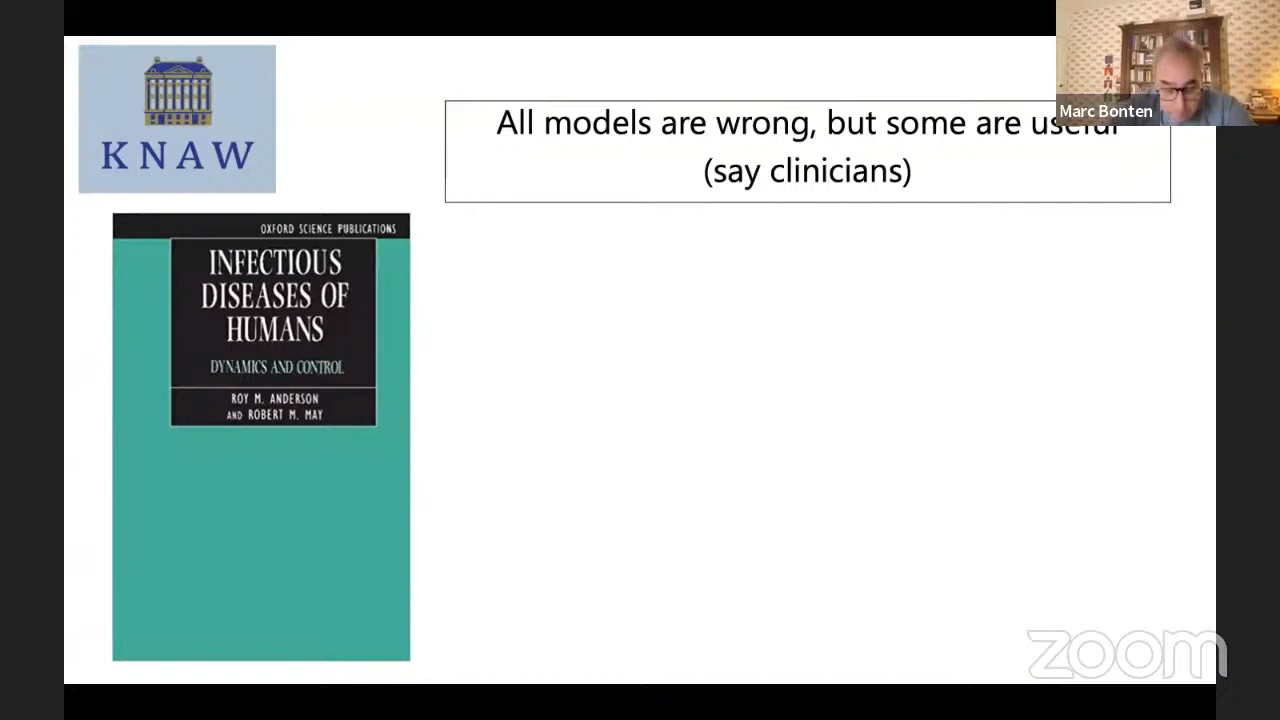 KNAW
All models are wrong, but some are useful
(say clinicians)
Marc Bonten
OXFORD SCIENCE PUBLICATIONS
INFECTIOUS
DISEASES OF
HUMANS
DYNAMICS AND CONTROL
ROY M. ANDERSON
AND ROBERT M. MAY
zoom